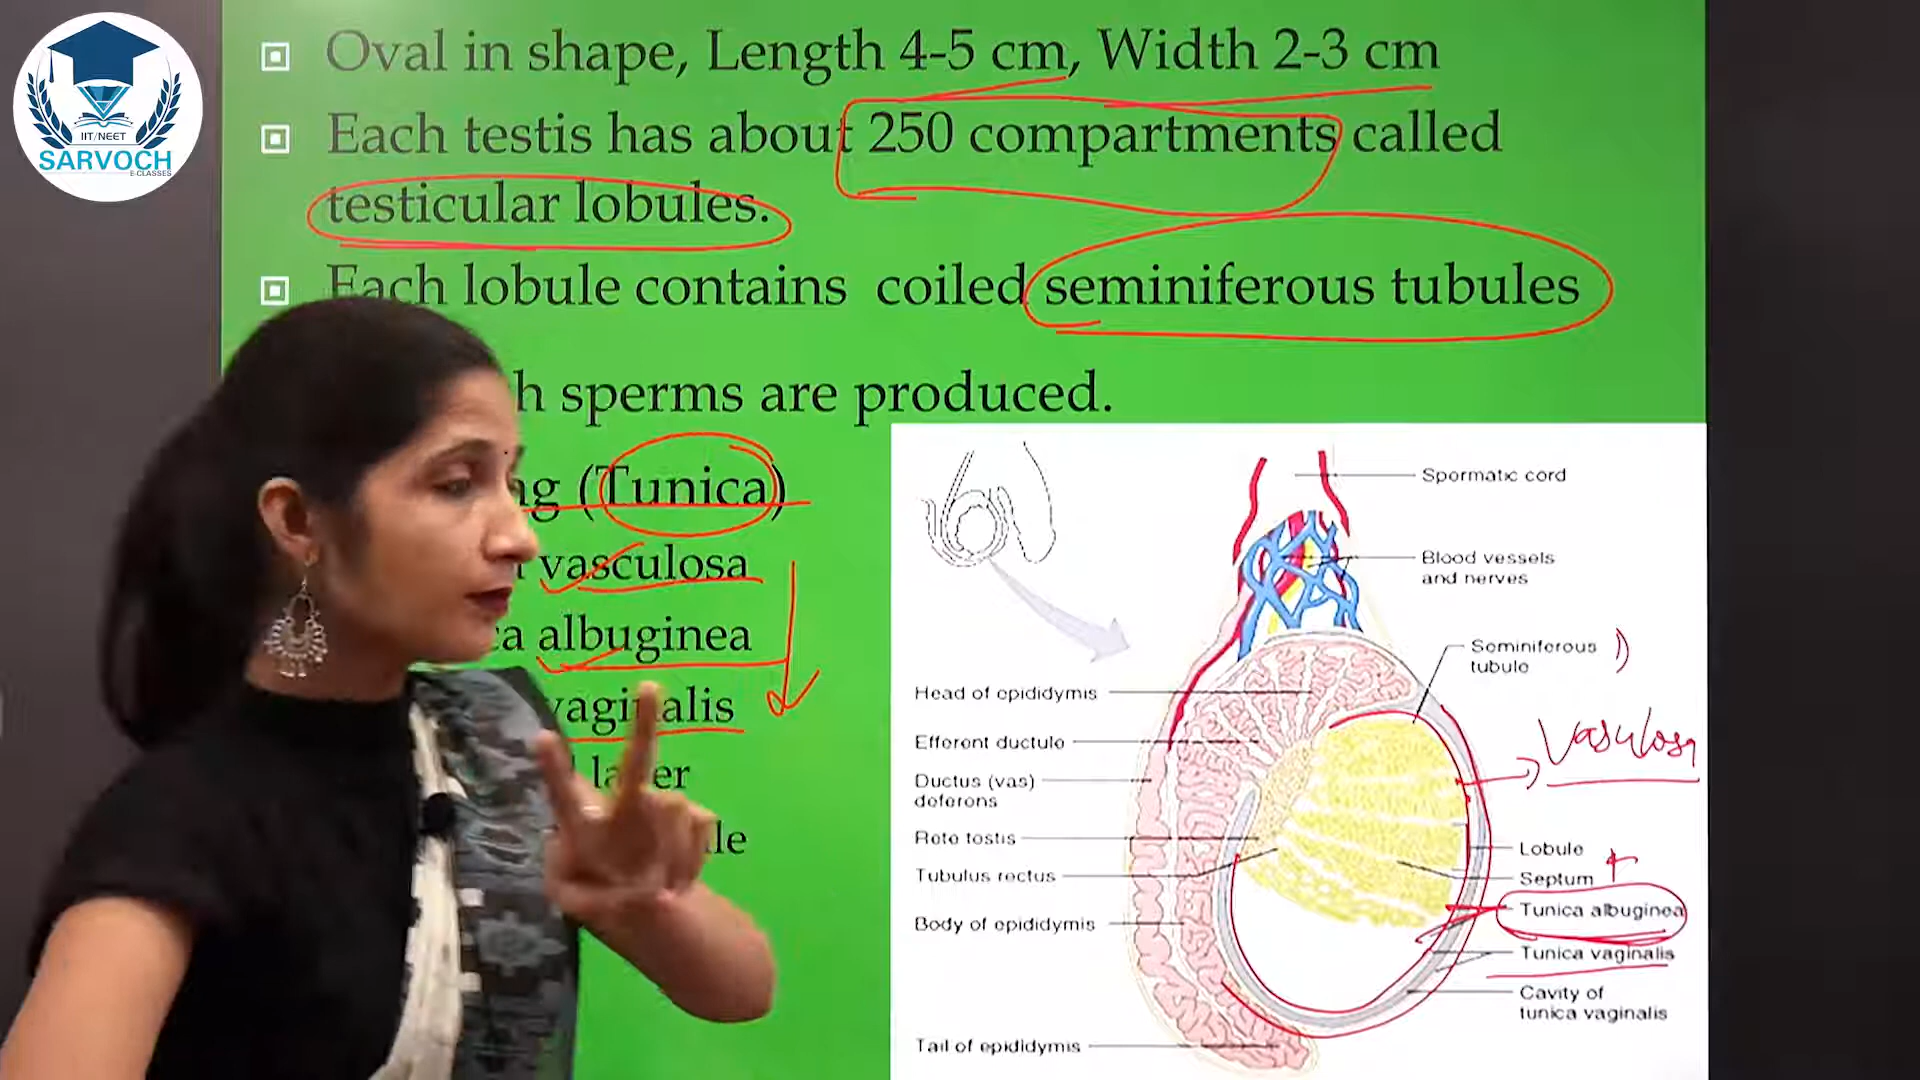 IIT/NEET
SARVOCH
E-CLASSES
Oval in shape, Length 4-5 cm, Width 2-3 cm
Each testis has about 250 compartments called
testicular lobules.
Each lobule contains coiled seminiferous tubules
sperms are produced.
(Tunica)
vasculosa
albuginea
vaginalis
Spormatic cord
Blood vessels
and nerves
Seminiferous
tubule
Vasculosa
Head of epididymis
Efferent ductule
Ductus (vas)
deferens
Rete testis
Tubulus rectus
Body of epididymis
Tail of epididymis
Lobule
Septum
Tunica albuginea
Tunica vaginalis
Cavity of
tunica vaginalis